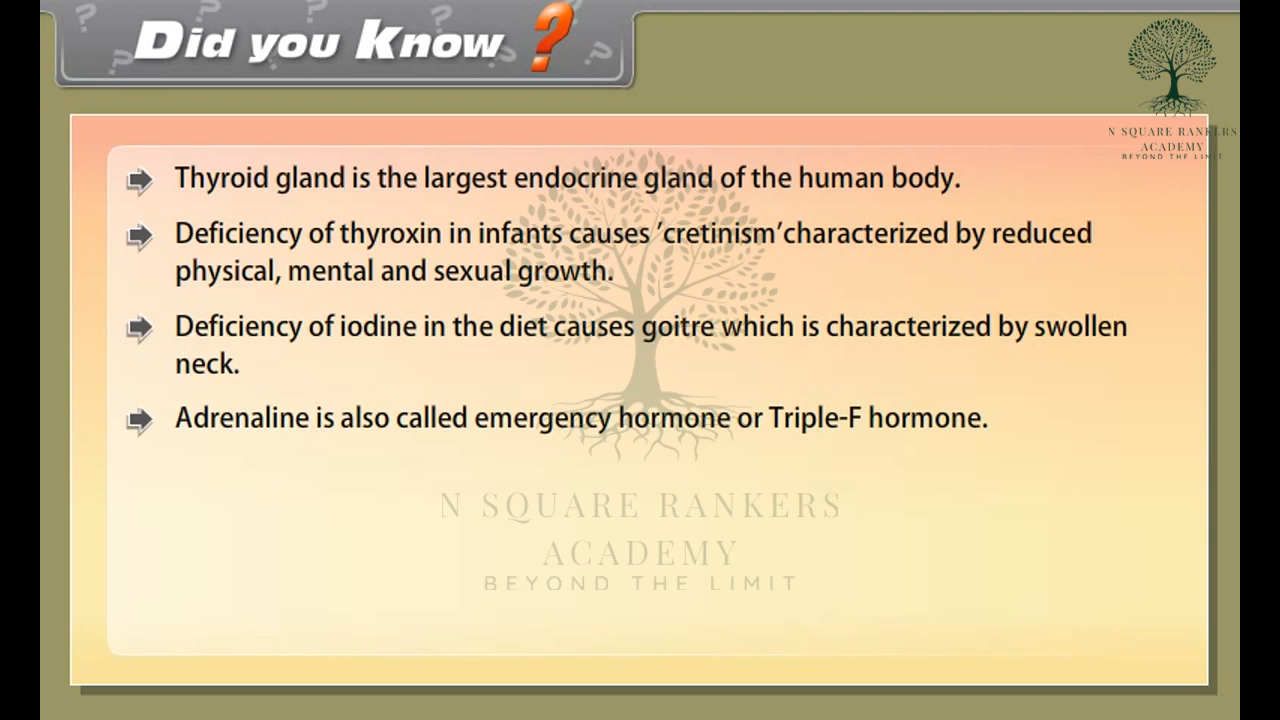 Did you Know ?
N SQUARE RANKERS
ACADEMY
BEYOND THE LIMIT
Thyroid gland is the largest endocrine gland of the human body.
Deficiency of thyroxin in infants causes ′cretinism′characterized by reduced
physical, mental and sexual growth.
Deficiency of iodine in the diet causes goitre which is characterized by swollen
neck.
Adrenaline is also called emergency hormone or Triple-F hormone.
N SQUARE RANKERS
ACADEMY
BEYOND THE LIMIT